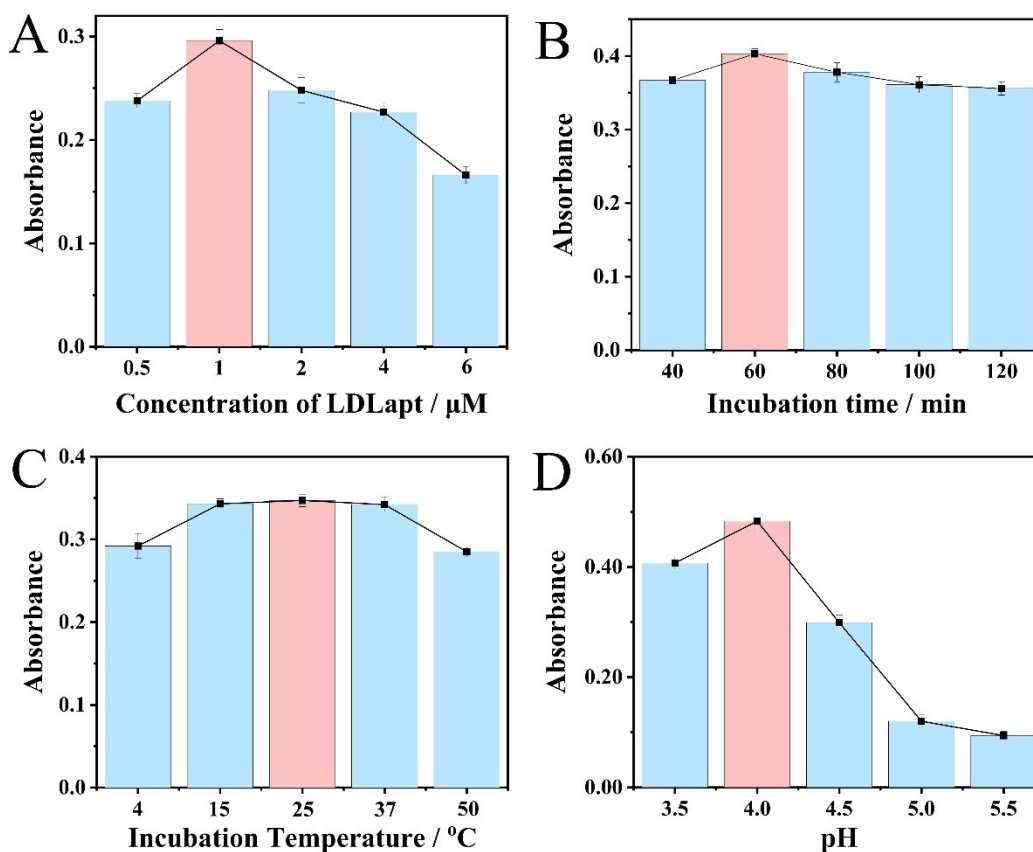 A
Absorbance
0.3
0.2
0.1
0.0
0.5 1 2 4 6
Concentration of LDLapt / μM
B
Absorbance
0.4
0.3
0.2
0.1
0.0
40 60 80 100 120
Incubation time / min
C
Absorbance
0.4
0.3
0.2
0.1
0.0
4 15 25 37 50
Incubation Temperature / °C
D
Absorbance
0.60
0.40
0.20
0.00
3.5 4.0 4.5 5.0 5.5
pH